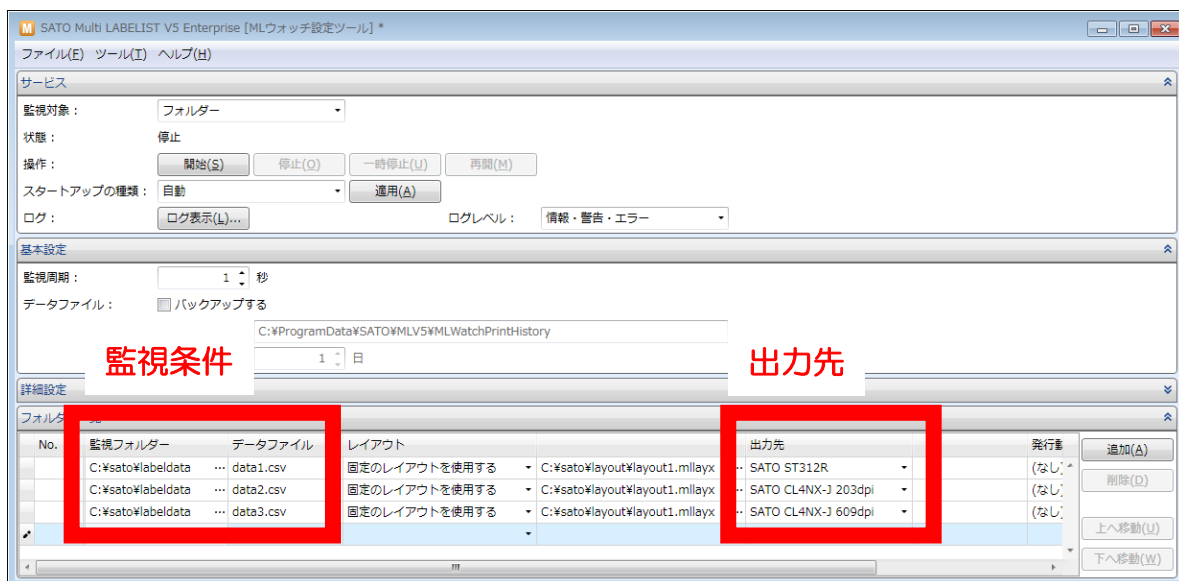 SATO Multi LABELIST V5 Enterprise [MLウォッチ設定ツール] *
ファイル(F) ツール(T) ヘルプ(H)
サービス
監視対象： フォルダー
状態： 停止
操作： 開始(S) 停止(O) 一時停止(U) 再開(M)
スタートアップの種類： 自動 適用(A)
ログ： ログ表示(L)... ログレベル： 情報・警告・エラー
基本設定
監視周期： 1 秒
データファイル： バックアップする
C:¥ProgramData¥SATO¥MLV5¥MLWatchPrintHistory
1 日
監視条件 出力先
詳細設定
フォルダ
No. 監視フォルダー データファイル レイアウト 出力先 発行動 追加(A)
C:¥sato¥labeldata ... data1.csv 固定のレイアウトを使用する C:¥sato¥layout¥layout1.mllayx ... SATO ST312R (なし)
削除(D)
C:¥sato¥labeldata ... data2.csv 固定のレイアウトを使用する C:¥sato¥layout¥layout1.mllayx ... SATO CL4NX-J 203dpi (なし)
C:¥sato¥labeldata ... data3.csv 固定のレイアウトを使用する C:¥sato¥layout¥layout1.mllayx ... SATO CL4NX-J 609dpi (なし)
上へ移動(U)
下へ移動(W)